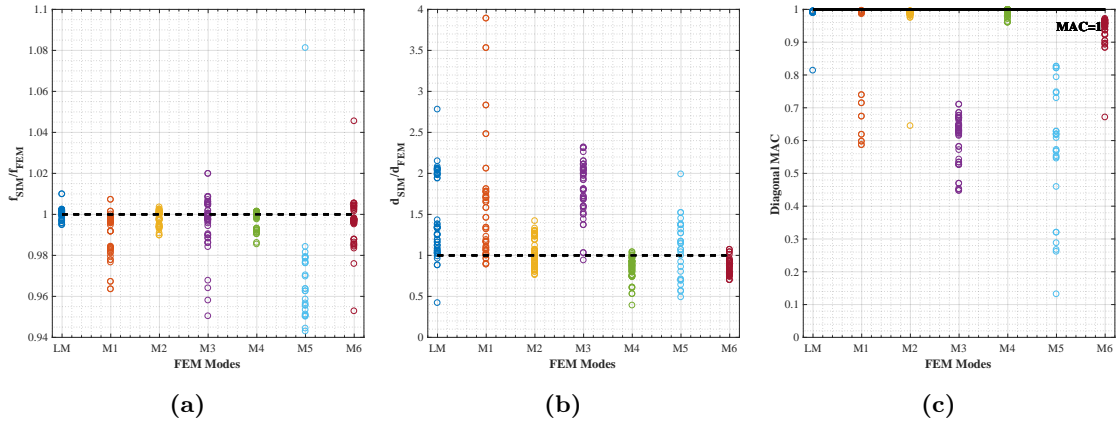 1.1
1.08
1.06
1.04
1.02
1
0.98
0.96
0.94
f_SIM/f_FEM
LM M1 M2 M3 M4 M5 M6
FEM Modes
(a)
4
3.5
3
2.5
2
1.5
1
0.5
0
d_SIM/d_FEM
LM M1 M2 M3 M4 M5 M6
FEM Modes
(b)
1
0.9
0.8
0.7
0.6
0.5
0.4
0.3
0.2
0.1
0
Diagonal MAC
MAC=1
LM M1 M2 M3 M4 M5 M6
FEM Modes
(c)